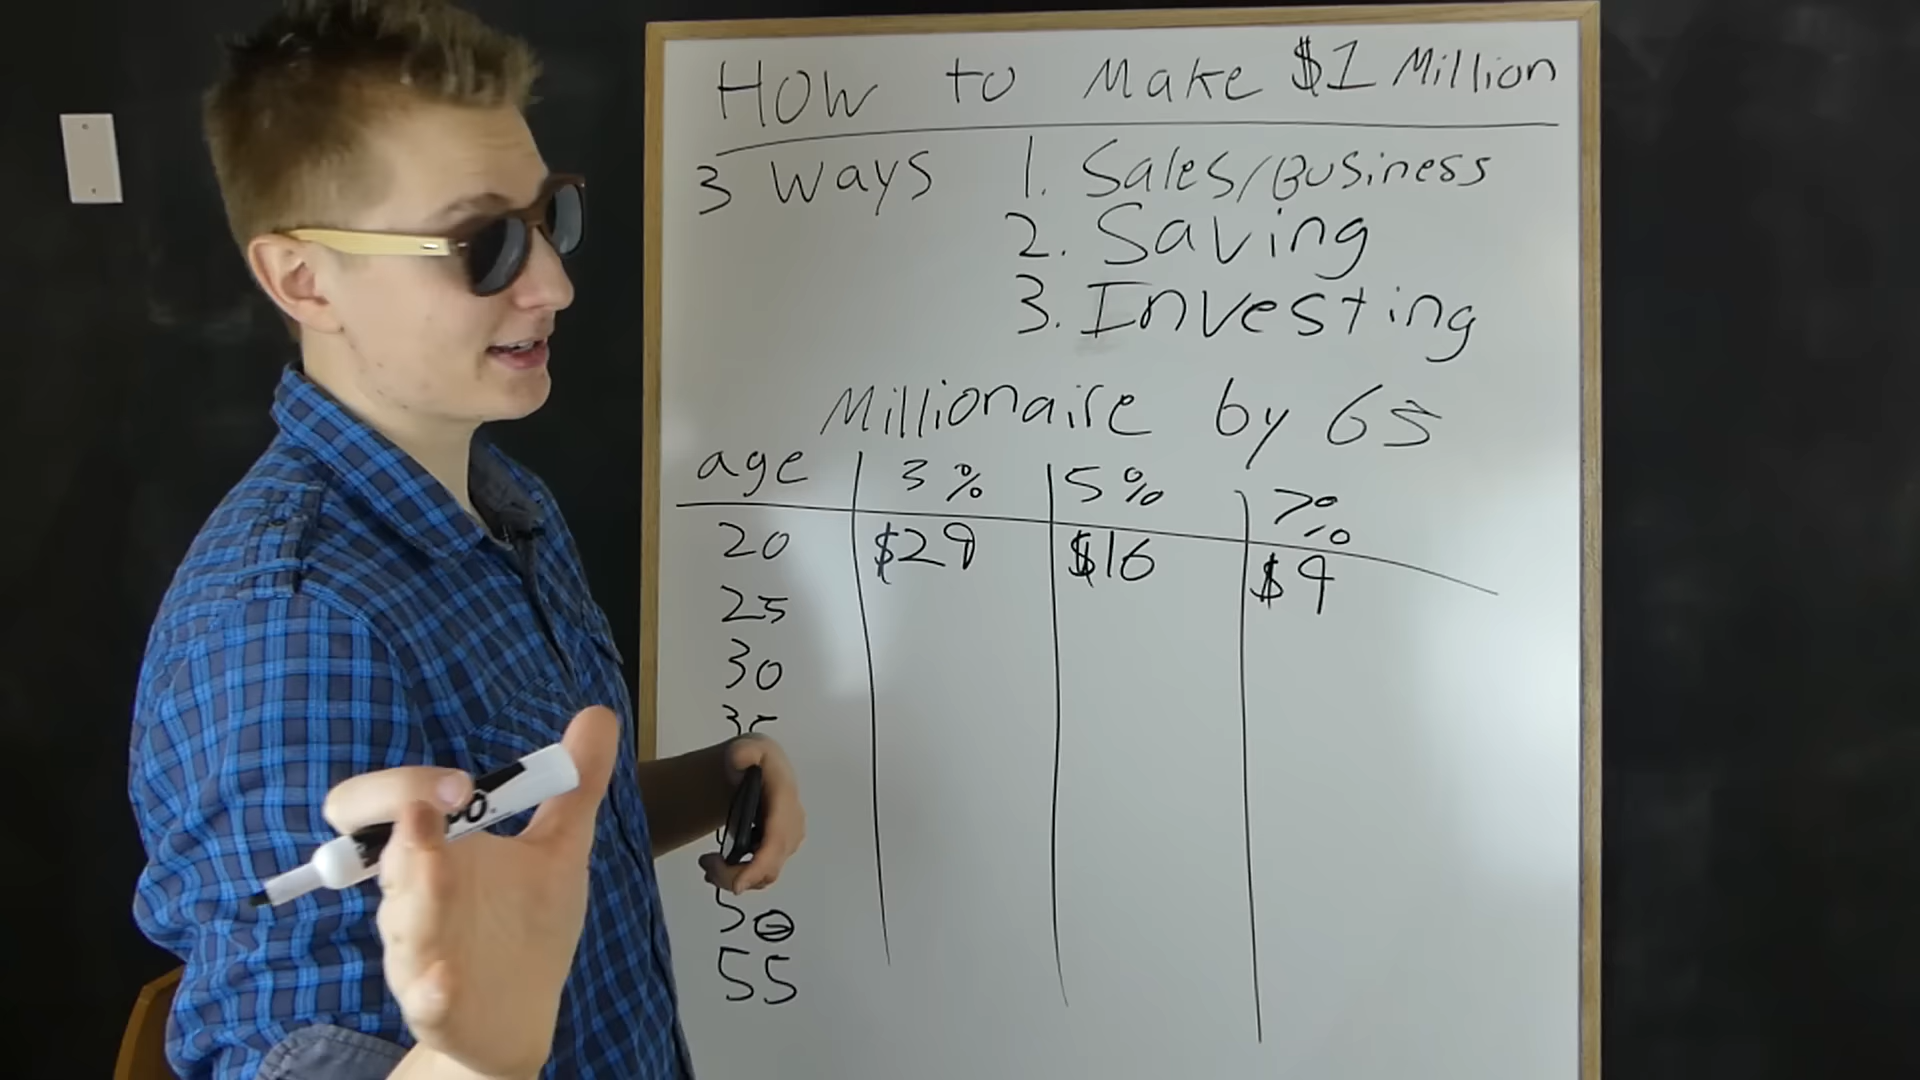 How to Make $1 Million
3 Ways 1. Sales/Business
2. Saving
3. Investing
Millionaire by 65
age 3% 5% 7%
20 $29 $16 $9
25
30
35
50
55